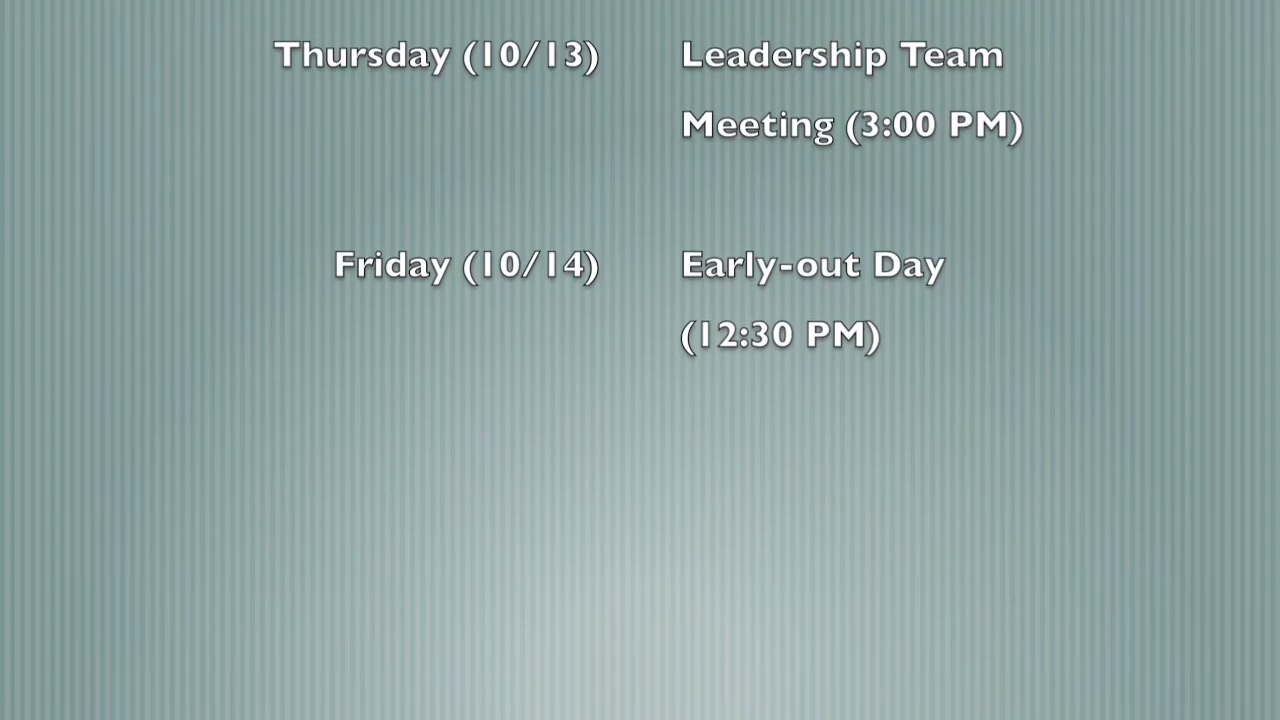 Thursday (10/13) Leadership Team
Meeting (3:00 PM)
Friday (10/14) Early-out Day
(12:30 PM)